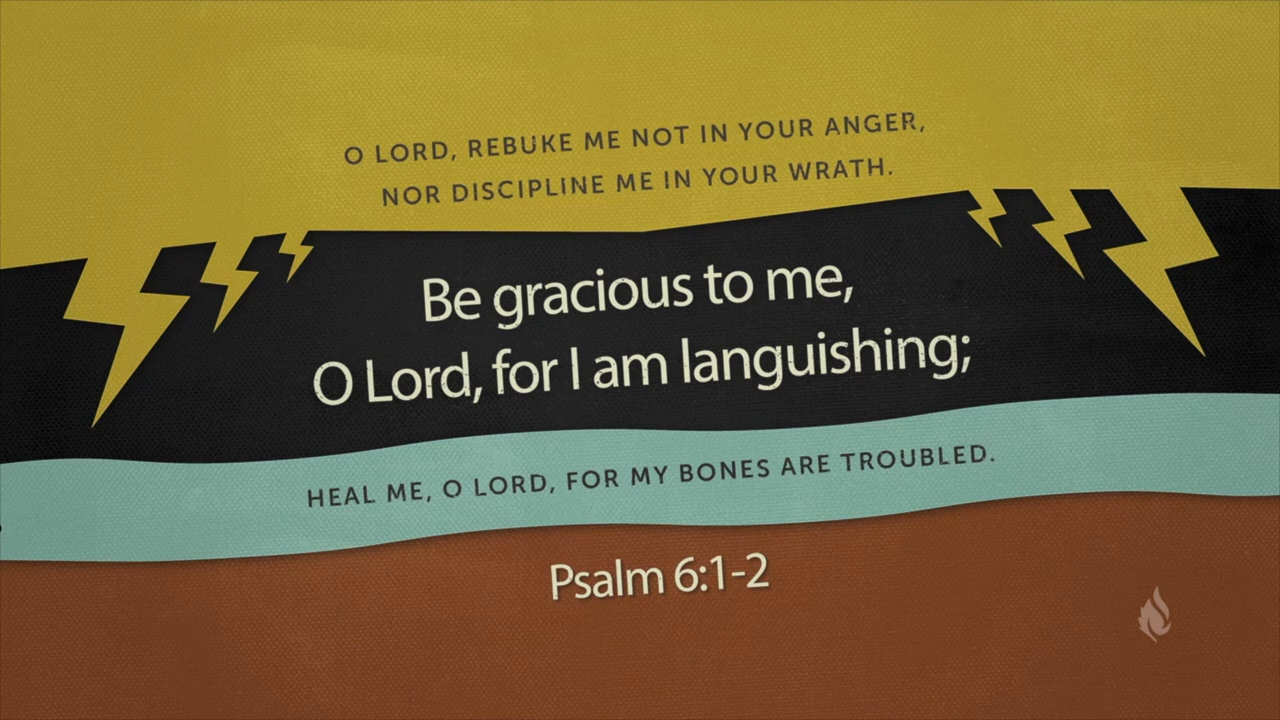 O LORD, REBUKE ME NOT IN YOUR ANGER,
NOR DISCIPLINE ME IN YOUR WRATH.
Be gracious to me,
O Lord, for I am languishing;
HEAL ME, O LORD, FOR MY BONES ARE TROUBLED.
Psalm 6:1-2